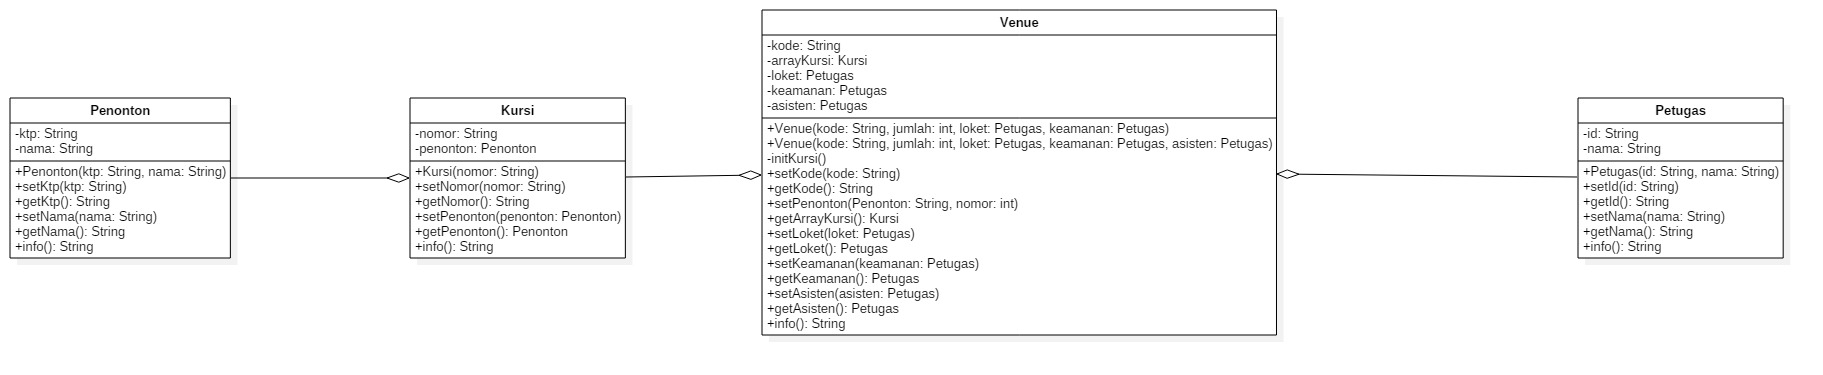 Penonton
-ktp: String
-nama: String
+Penonton(ktp: String, nama: String)
+setKtp(ktp: String)
+getKtp(): String
+setNama(nama: String)
+getNama(): String
+info(): String
Kursi
-nomor: String
-penonton: Penonton
+Kursi(nomor: String)
+setNomor(nomor: String)
+getNomor(): String
+setPenonton(penonton: Penonton)
+getPenonton(): Penonton
+info(): String
Venue
-kode: String
-arrayKursi: Kursi
-loket: Petugas
-keamanan: Petugas
-asisten: Petugas
+Venue(kode: String, jumlah: int, loket: Petugas, keamanan: Petugas)
+Venue(kode: String, jumlah: int, loket: Petugas, keamanan: Petugas, asisten: Petugas)
-initKursi()
+setKode(kode: String)
+getKode(): String
+setPenonton(Penonton: String, nomor: int)
+getArrayKursi(): Kursi
+setLoket(loket: Petugas)
+getLoket(): Petugas
+setKeamanan(keamanan: Petugas)
+getKeamanan(): Petugas
+setAsisten(asisten: Petugas)
+getAsisten(): Petugas
+info(): String
Petugas
-id: String
-nama: String
+Petugas(id: String, nama: String)
+setId(id: String)
+getId(): String
+setNama(nama: String)
+getNama(): String
+info(): String